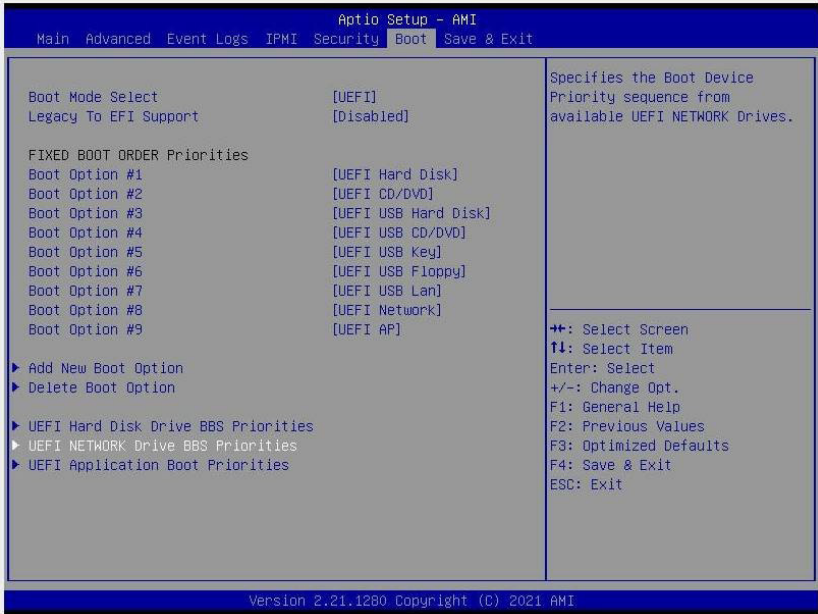 Aptio Setup - AMI
Main Advanced Event Logs IPMI Security Boot Save & Exit
Boot Mode Select [UEFI]
Legacy To EFI Support [Disabled]
FIXED BOOT ORDER Priorities
Boot Option #1 [UEFI Hard Disk]
Boot Option #2 [UEFI CD/DVD]
Boot Option #3 [UEFI USB Hard Disk]
Boot Option #4 [UEFI USB CD/DVD]
Boot Option #5 [UEFI USB Key]
Boot Option #6 [UEFI USB Floppy]
Boot Option #7 [UEFI USB Lan]
Boot Option #8 [UEFI Network]
Boot Option #9 [UEFI AP]
Add New Boot Option
Delete Boot Option
UEFI Hard Disk Drive BBS Priorities
UEFI NETWORK Drive BBS Priorities
UEFI Application Boot Priorities
Specifies the Boot Device
Priority sequence from
available UEFI NETWORK Drives.
→←: Select Screen
↑↓: Select Item
Enter: Select
+/-: Change Opt.
F1: General Help
F2: Previous Values
F3: Optimized Defaults
F4: Save & Exit
ESC: Exit
Version 2.21.1280 Copyright (C) 2021 AMI